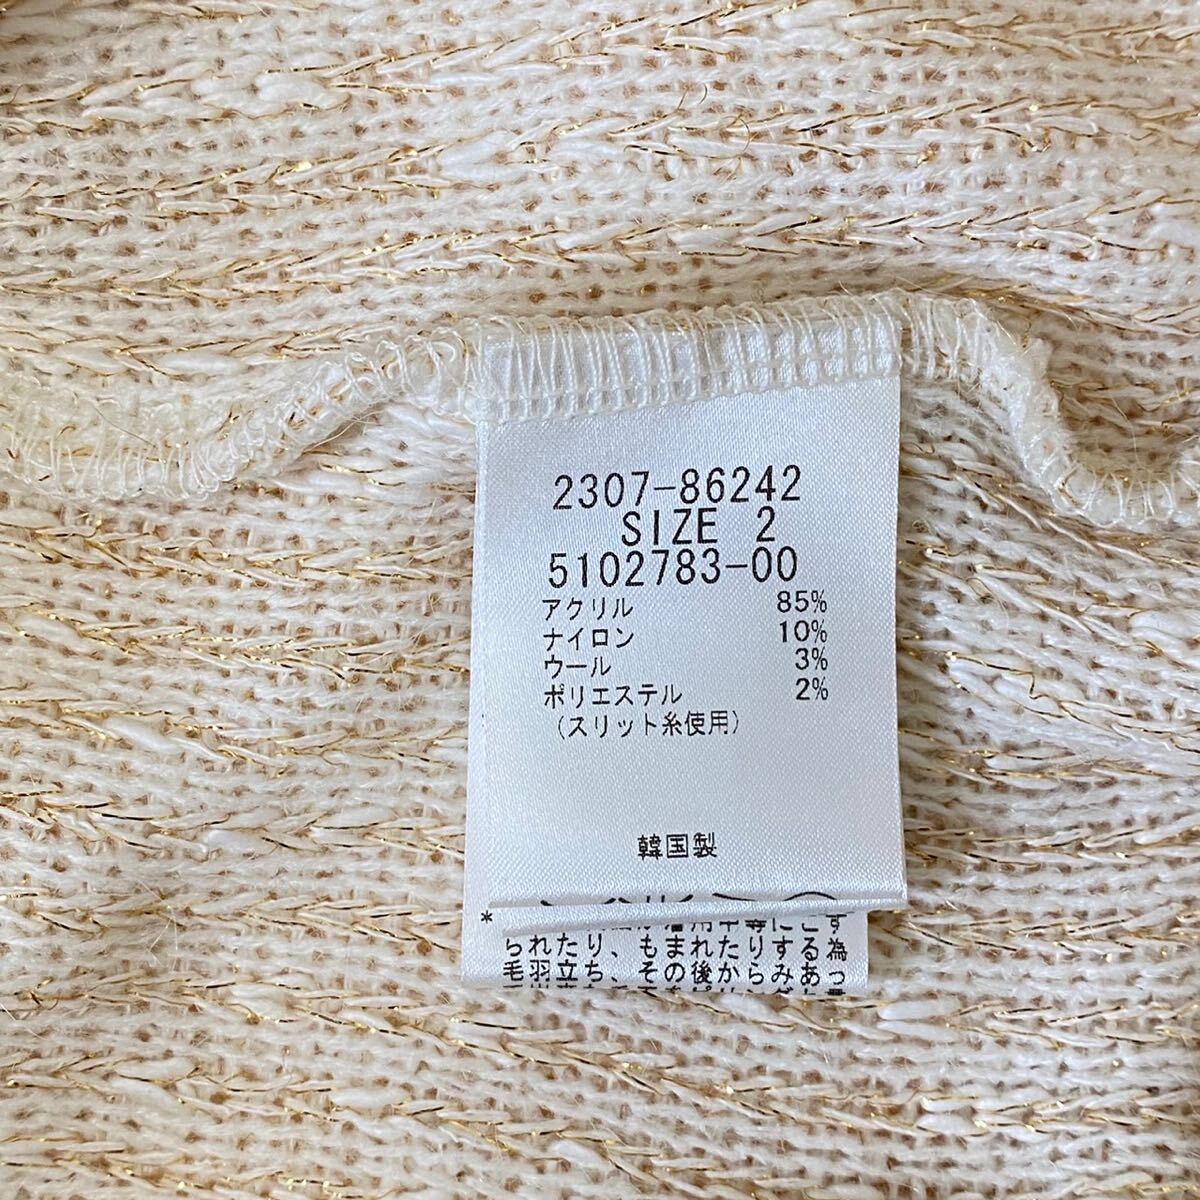 2307-86242
SIZE 2
5102783-00
アクリル 85%
ナイロン 10%
ウール 3%
ポリエステル 2%
(スリット糸使用)
韓国製
*
られたり、もまれたりする為
毛羽立ち、その後からみあっ